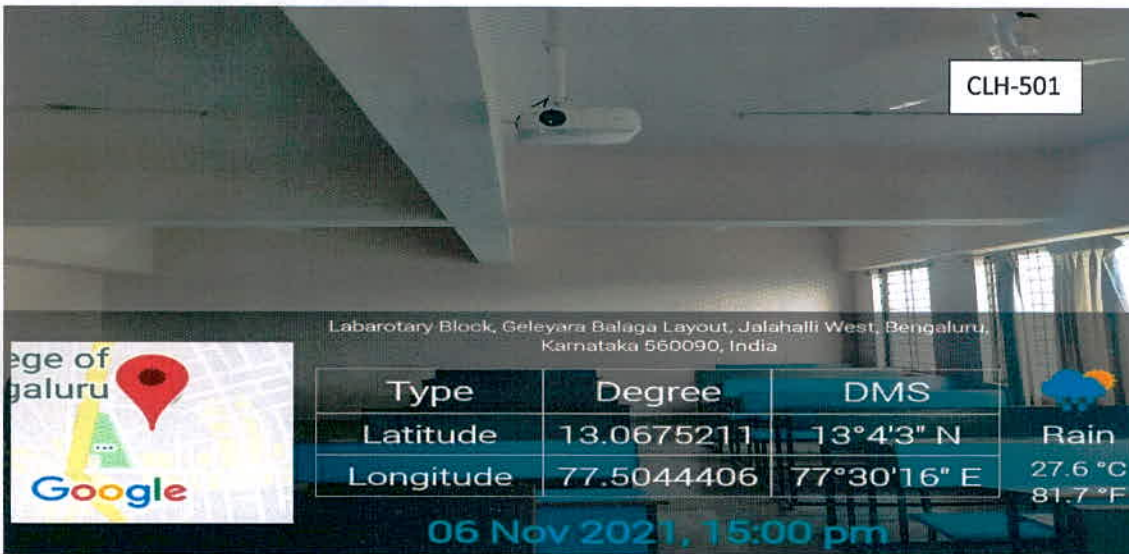 CLH-501
Labarotary Block, Geleyara Balaga Layout, Jalahalli West, Bengaluru,
Karnataka 560090, India
ege of
galuru
Google
Type Degree DMS
Latitude 13.0675211 13°4'3" N
Longitude 77.5044406 77°30'16" E
Rain
27.6 °C
81.7 °F
06 Nov 2021, 15:00 pm